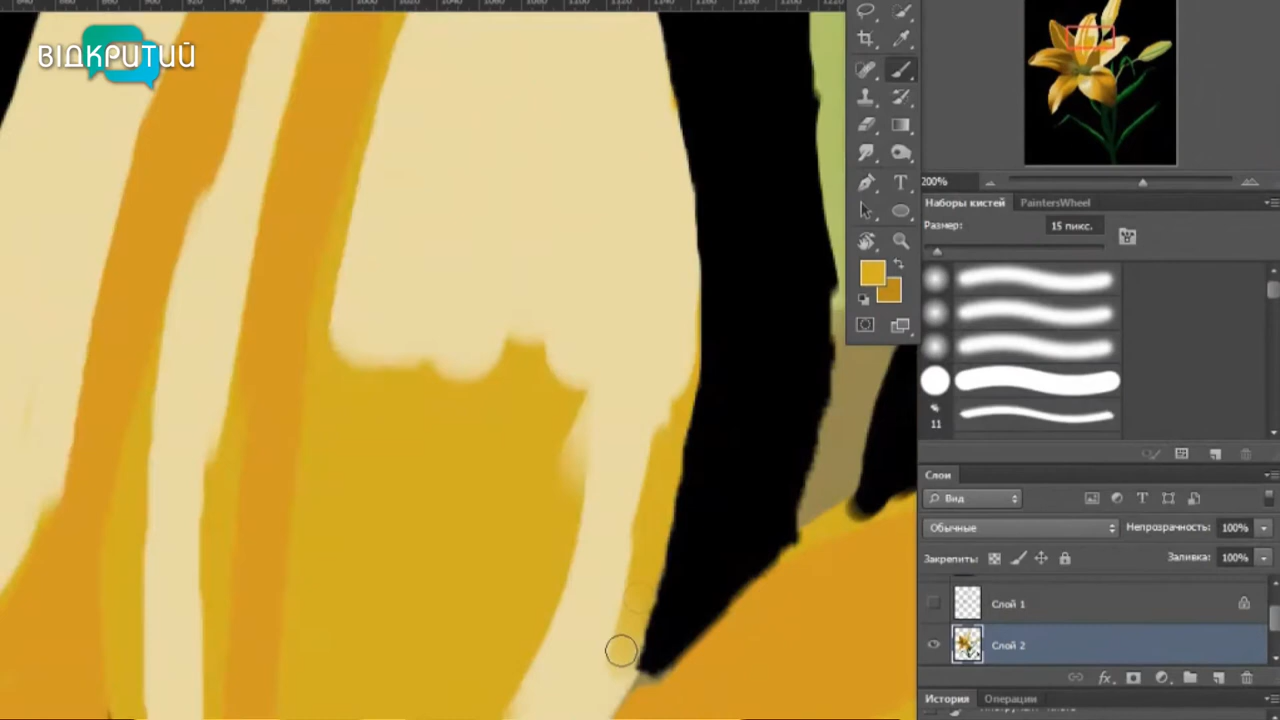 ВІДКРИТИЙ
200%
Наборы кистей
PaintersWheel
Размер:
15 пикс.
11
Слои
Вид
Обычные
Непрозрачность: 100%
Закрепить:
Заливка: 100%
Слой 1
Слой 2
История
Операции